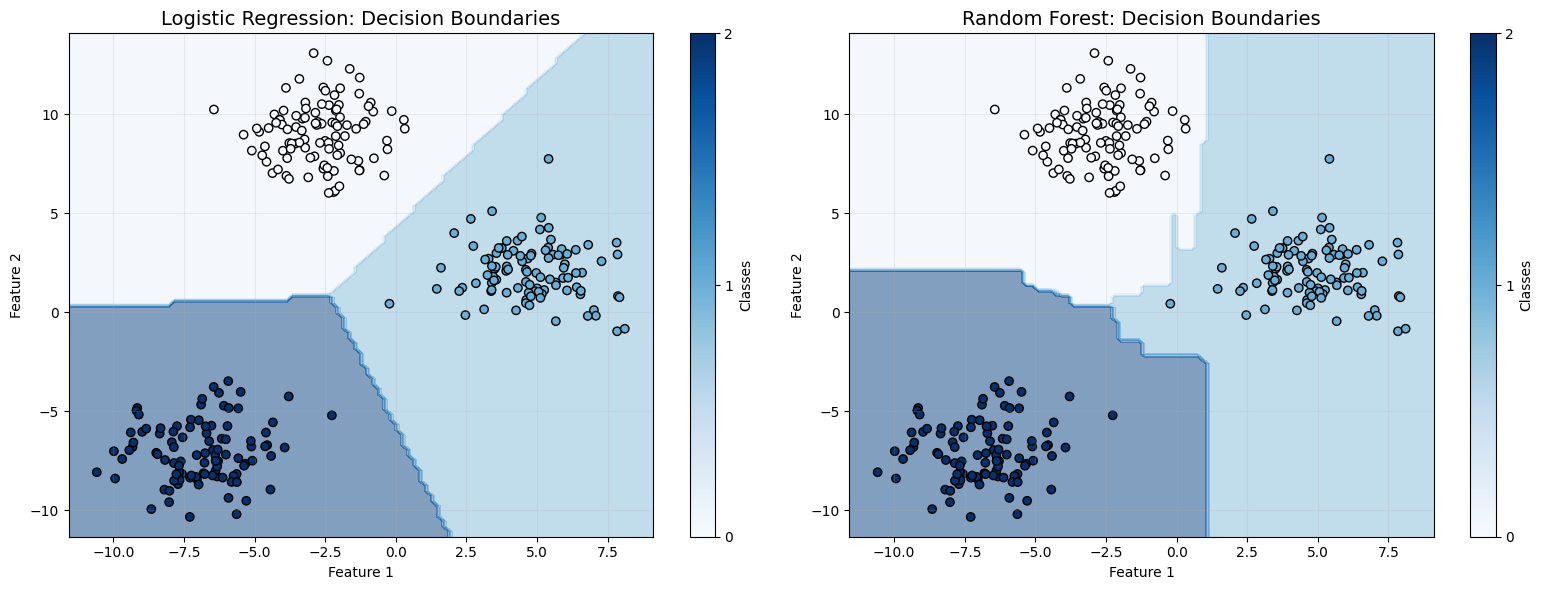 Logistic Regression: Decision Boundaries
10
5
0
−5
−10
Feature 2
−10.0 −7.5 −5.0 −2.5 0.0 2.5 5.0 7.5
Feature 1
2
1
0
Classes
Random Forest: Decision Boundaries
10
5
0
−5
−10
Feature 2
−10.0 −7.5 −5.0 −2.5 0.0 2.5 5.0 7.5
Feature 1
2
1
0
Classes